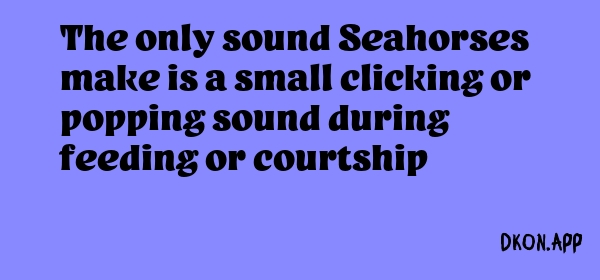 The only sound Seahorses
make is a small clicking or
popping sound during
feeding or courtship
DKON.APP